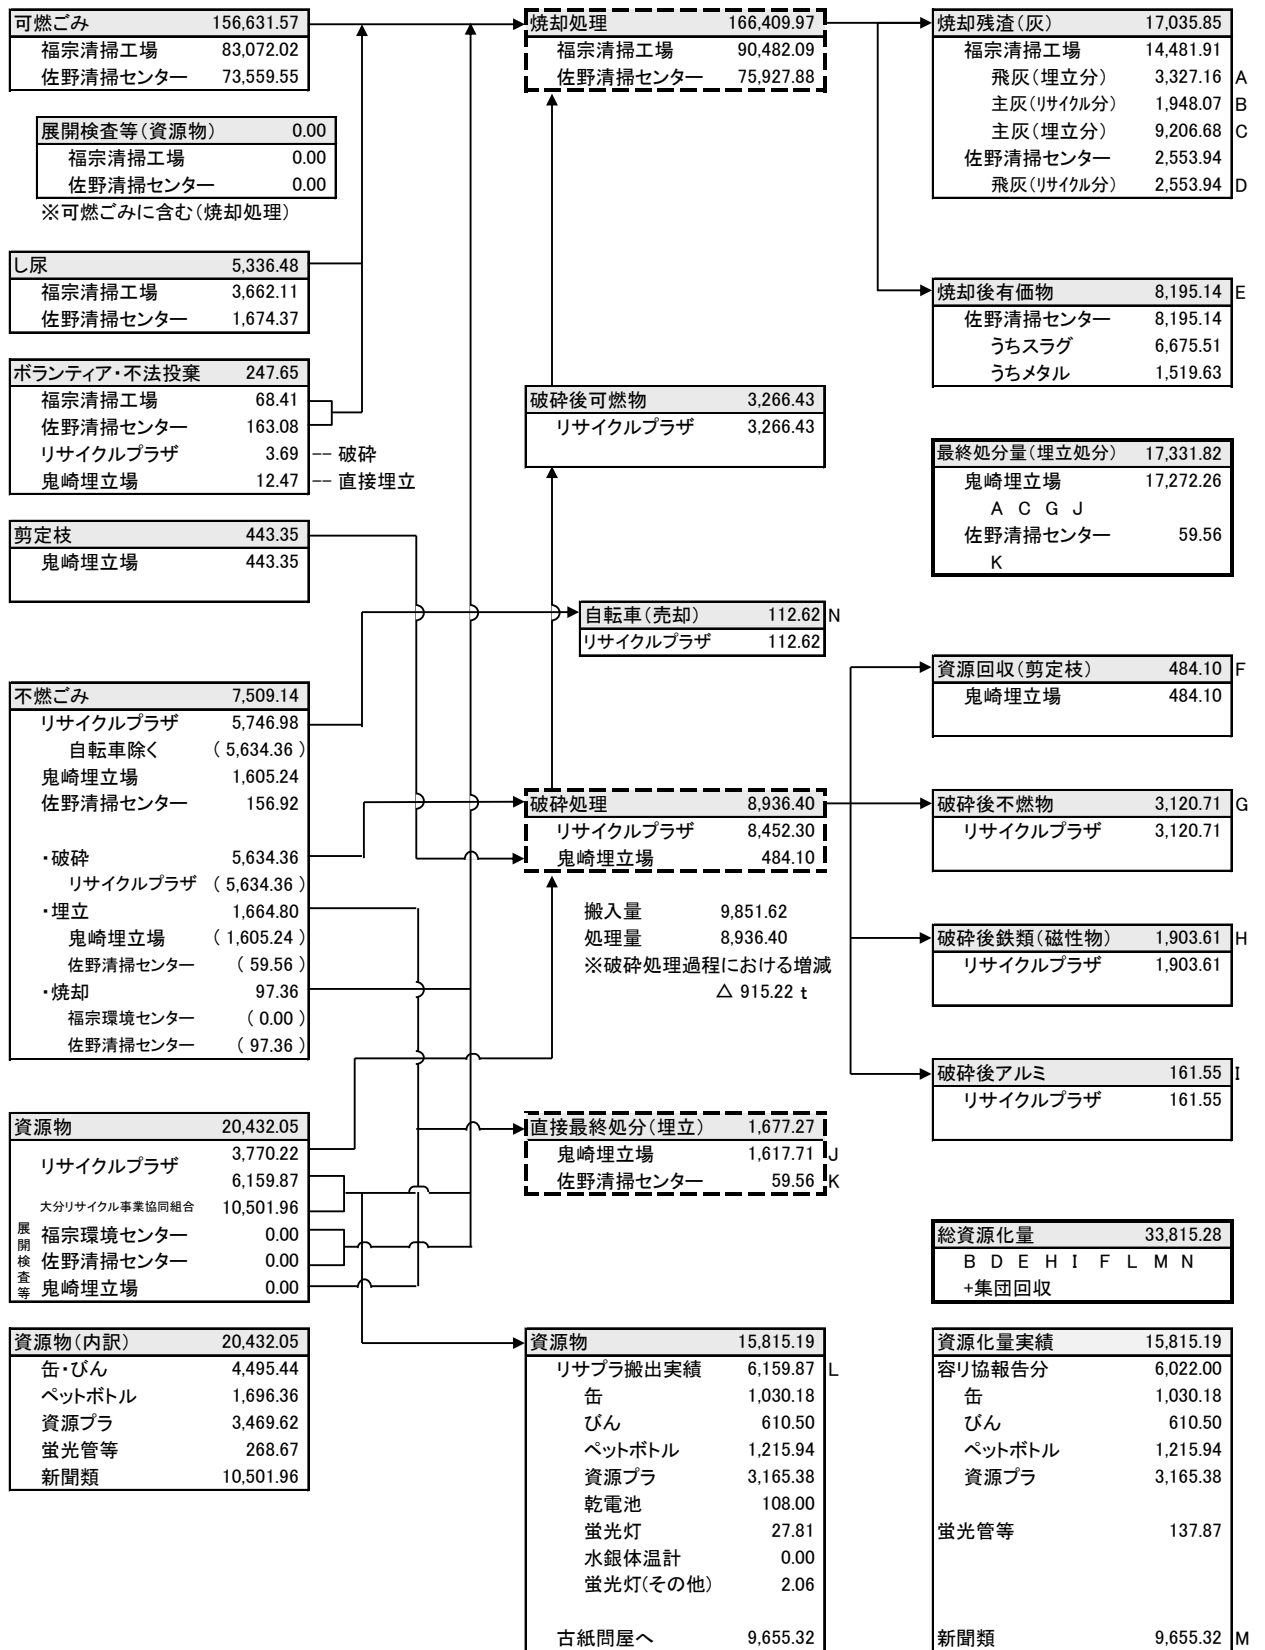 可燃ごみ 156,631.57
福宗清掃工場 83,072.02
佐野清掃センター 73,559.55
展開検査等(資源物) 0.00
福宗清掃工場 0.00
佐野清掃センター 0.00
※可燃ごみに含む(焼却処理)
し尿 5,336.48
福宗清掃工場 3,662.11
佐野清掃センター 1,674.37
ボランティア・不法投棄 247.65
福宗清掃工場 68.41
佐野清掃センター 163.08
リサイクルプラザ 3.69 -- 破砕
鬼崎埋立場 12.47 -- 直接埋立
剪定枝 443.35
鬼崎埋立場 443.35
不燃ごみ 7,509.14
リサイクルプラザ 5,746.98
自転車除く ( 5,634.36 )
鬼崎埋立場 1,605.24
佐野清掃センター 156.92
・破砕 5,634.36
リサイクルプラザ ( 5,634.36 )
・埋立 1,664.80
鬼崎埋立場 ( 1,605.24 )
佐野清掃センター ( 59.56 )
・焼却 97.36
福宗環境センター ( 0.00 )
佐野清掃センター ( 97.36 )
資源物 20,432.05
リサイクルプラザ 3,770.22
6,159.87
大分リサイクル事業協同組合 10,501.96
展開検査等
福宗環境センター 0.00
佐野清掃センター 0.00
鬼崎埋立場 0.00
資源物(内訳) 20,432.05
缶・びん 4,495.44
ペットボトル 1,696.36
資源プラ 3,469.62
蛍光管等 268.67
新聞類 10,501.96
焼却処理 166,409.97
福宗清掃工場 90,482.09
佐野清掃センター 75,927.88
破砕後可燃物 3,266.43
リサイクルプラザ 3,266.43
自転車(売却) 112.62 N
リサイクルプラザ 112.62
破砕処理 8,936.40
リサイクルプラザ 8,452.30
鬼崎埋立場 484.10
搬入量 9,851.62
処理量 8,936.40
※破砕処理過程における増減
△ 915.22 t
直接最終処分(埋立) 1,677.27
鬼崎埋立場 1,617.71 J
佐野清掃センター 59.56 K
資源物 15,815.19
リサプラ搬出実績 6,159.87 L
缶 1,030.18
びん 610.50
ペットボトル 1,215.94
資源プラ 3,165.38
乾電池 108.00
蛍光灯 27.81
水銀体温計 0.00
蛍光灯(その他) 2.06
古紙問屋へ 9,655.32
焼却残渣(灰) 17,035.85
福宗清掃工場 14,481.91
飛灰(埋立分) 3,327.16 A
主灰(リサイクル分) 1,948.07 B
主灰(埋立分) 9,206.68 C
佐野清掃センター 2,553.94
飛灰(リサイクル分) 2,553.94 D
焼却後有価物 8,195.14 E
佐野清掃センター 8,195.14
うちスラグ 6,675.51
うちメタル 1,519.63
最終処分量(埋立処分) 17,331.82
鬼崎埋立場 17,272.26
A C G J
佐野清掃センター 59.56
K
資源回収(剪定枝) 484.10 F
鬼崎埋立場 484.10
破砕後不燃物 3,120.71 G
リサイクルプラザ 3,120.71
破砕後鉄類(磁性物) 1,903.61 H
リサイクルプラザ 1,903.61
破砕後アルミ 161.55 I
リサイクルプラザ 161.55
総資源化量 33,815.28
B D E H I F L M N
+集団回収
資源化量実績 15,815.19
容リ協報告分 6,022.00
缶 1,030.18
びん 610.50
ペットボトル 1,215.94
資源プラ 3,165.38
蛍光管等 137.87
新聞類 9,655.32 M